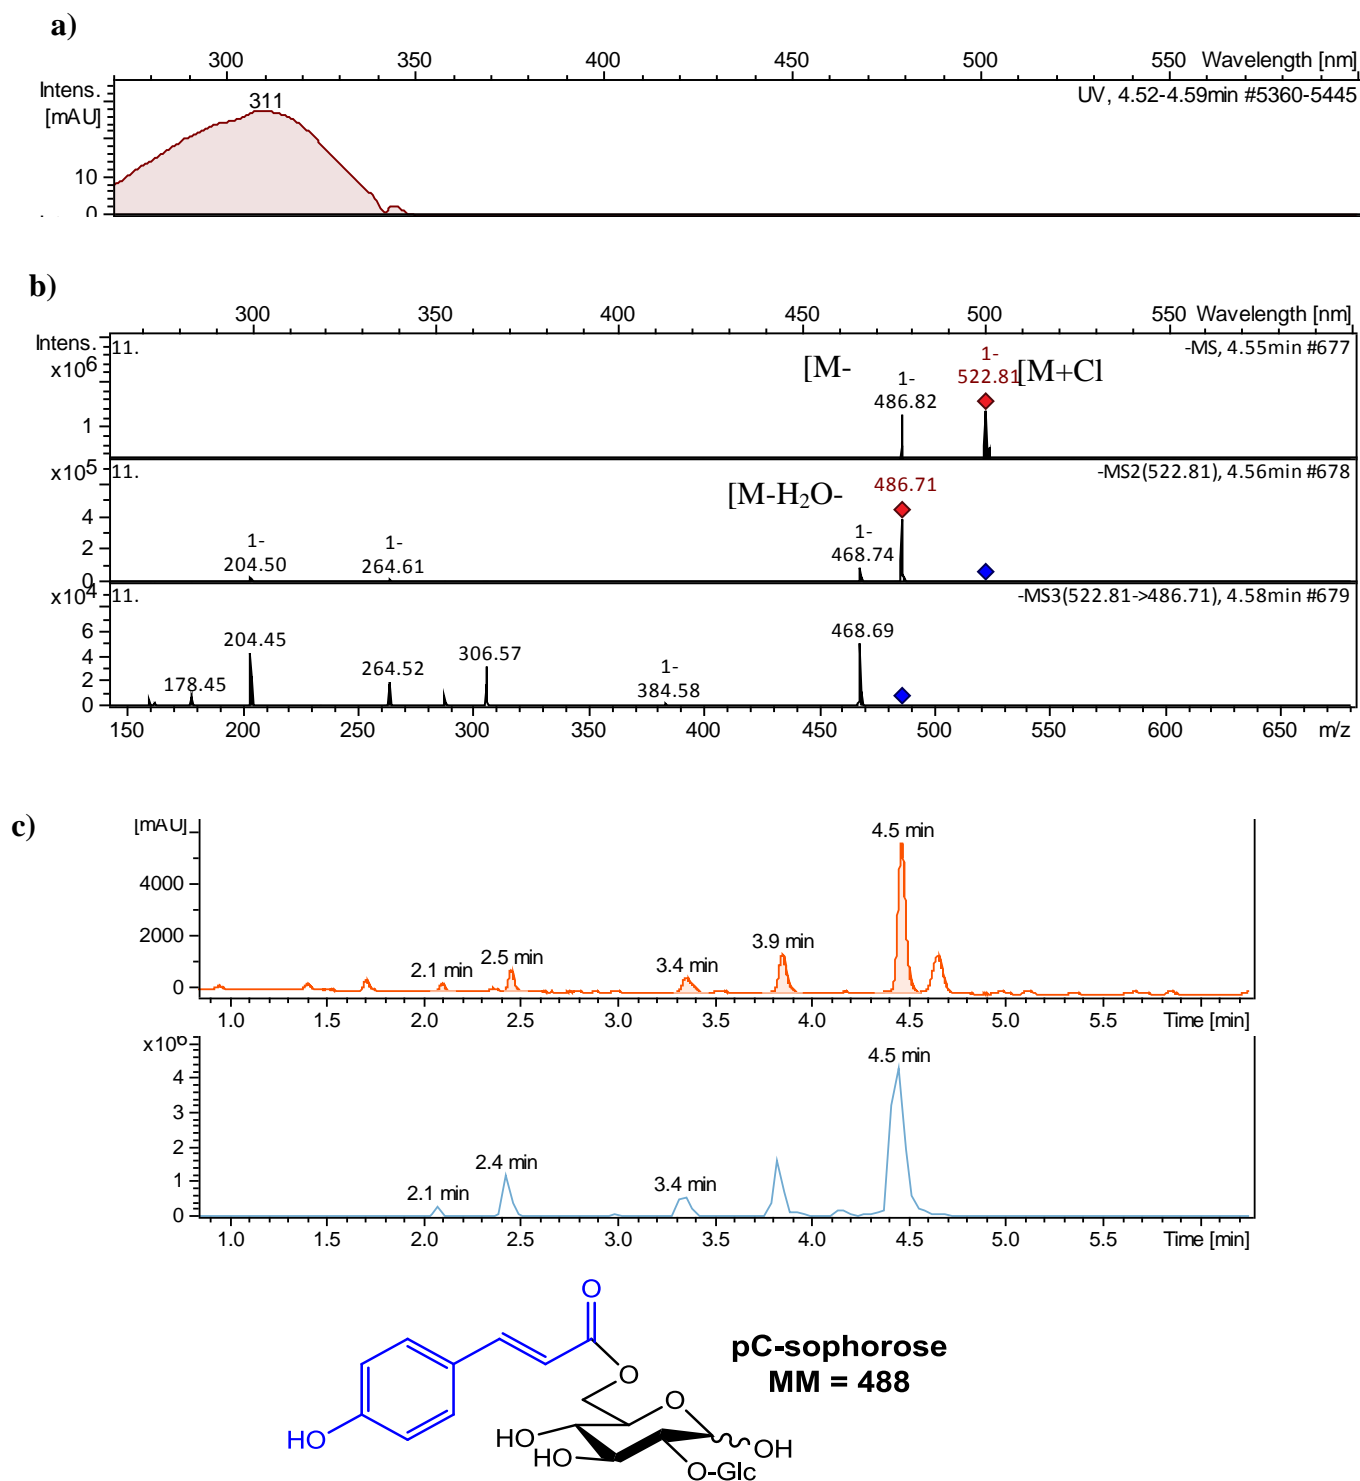 a)
300 350 400 450 500 550 Wavelength [nm]
Intens.
[mAU]
311
UV, 4.52-4.59min #5360-5445
10
0
b)
300 350 400 450 500 550 Wavelength [nm]
Intens.
x10⁶
11.
-MS, 4.55min #677
[M-
1-
486.82
1-
522.81
[M+Cl
1
x10⁵
11.
-MS2(522.81), 4.56min #678
[M-H₂O-
486.71
4
2
0
1-
204.50
1-
264.61
1-
468.74
x10⁴
11.
-MS3(522.81->486.71), 4.58min #679
6
4
2
0
178.45
204.45
264.52
306.57
1-
384.58
468.69
150 200 250 300 350 400 450 500 550 600 650 m/z
c)
[mAU]
4000
2000
0
2.1 min
2.5 min
3.4 min
3.9 min
4.5 min
1.0 1.5 2.0 2.5 3.0 3.5 4.0 4.5 5.0 5.5 Time [min]
x10⁶
4
3
2
1
0
2.1 min
2.4 min
3.4 min
4.5 min
1.0 1.5 2.0 2.5 3.0 3.5 4.0 4.5 5.0 5.5 Time [min]
O
O
O
HO
HO
HO
OH
O-Glc
pC-sophorose
MM = 488